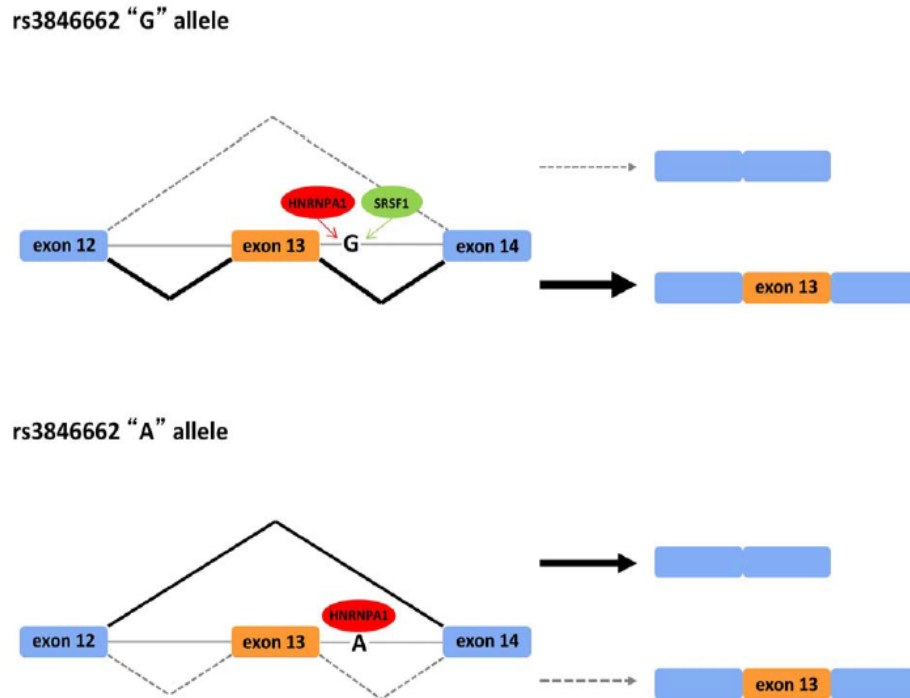 rs3846662 “G” allele
HNRNPA1 SRSF1
exon 12 exon 13 G exon 14
exon 13
rs3846662 “A” allele
HNRNPA1
exon 12 exon 13 A exon 14
exon 13